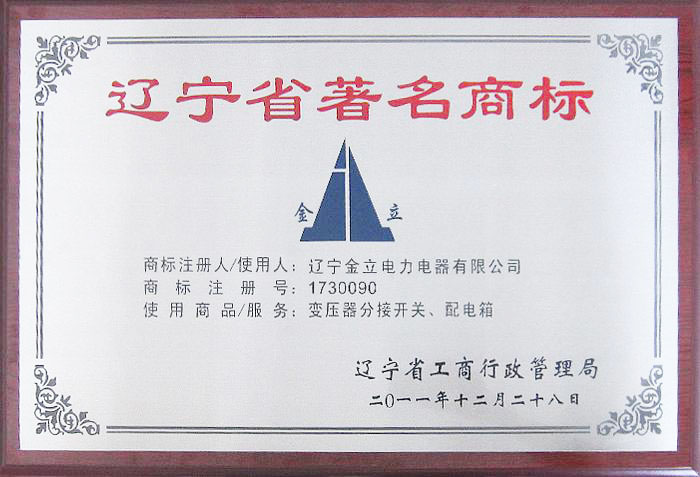 辽宁省著名商标
金 立
商标注册人/使用人：辽宁金立电力电器有限公司
商标注册号：1730090
使用商品/服务：变压器分接开关、配电箱
辽宁省工商行政管理局
二〇一一年十二月二十八日